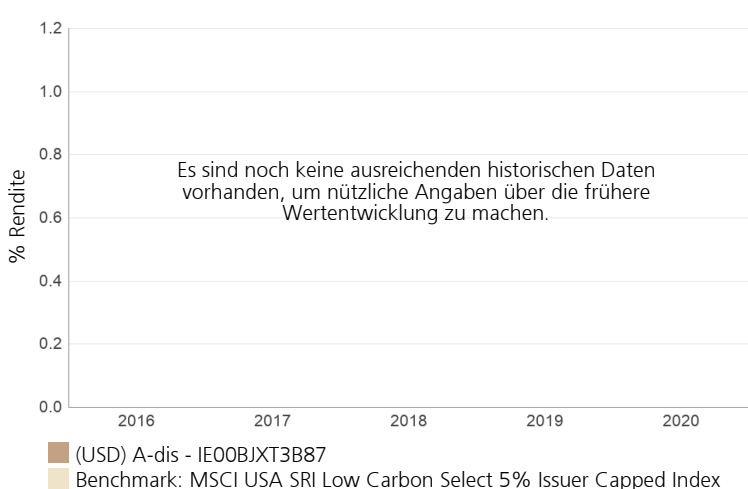 1.2
1.0
0.8
0.6
0.4
0.2
0.0
% Rendite
Es sind noch keine ausreichenden historischen Daten
vorhanden, um nützliche Angaben über die frühere
Wertentwicklung zu machen.
2016 2017 2018 2019 2020
(USD) A-dis - IE00BJXT3B87
Benchmark: MSCI USA SRI Low Carbon Select 5% Issuer Capped Index